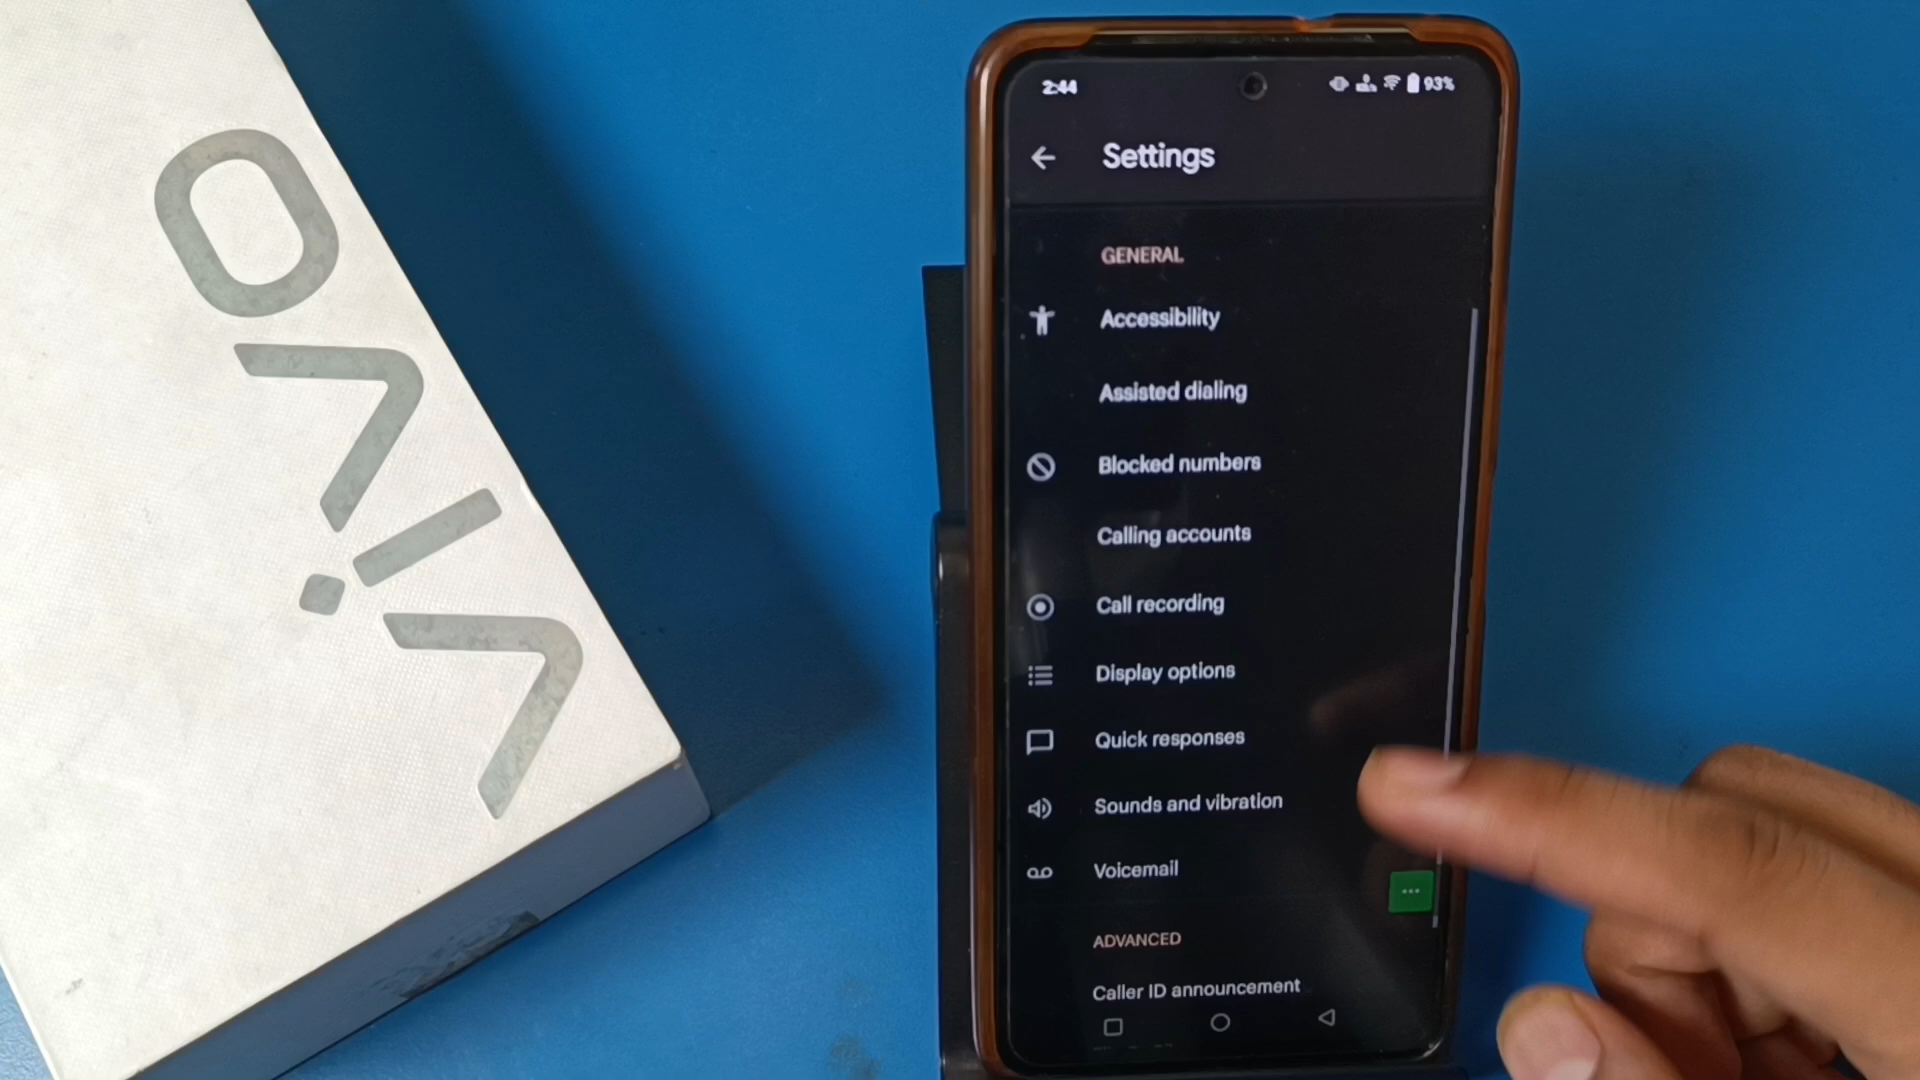 vivo
2:44
93%
Settings
GENERAL
Accessibility
Assisted dialing
Blocked numbers
Calling accounts
Call recording
Display options
Quick responses
Sounds and vibration
Voicemail
ADVANCED
Caller ID announcement